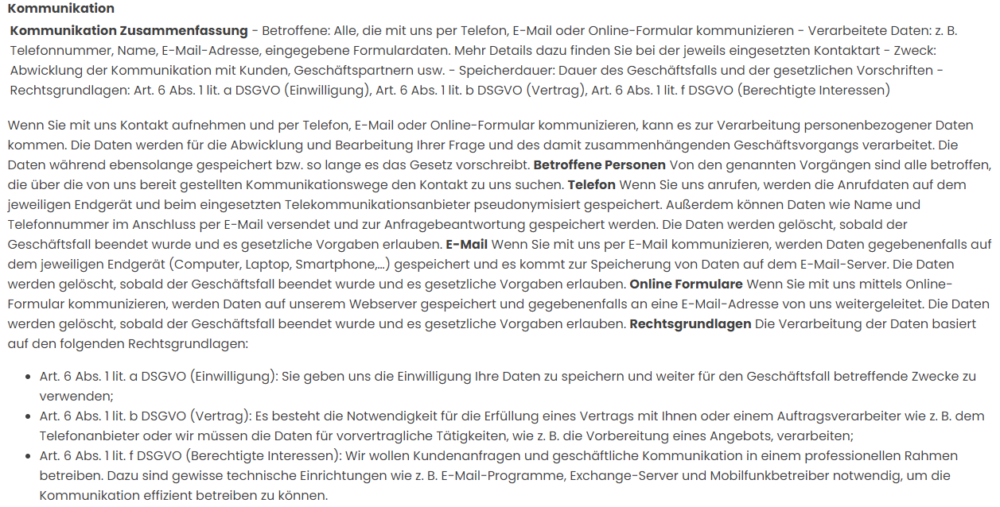 Kommunikation
Kommunikation Zusammenfassung - Betroffene: Alle, die mit uns per Telefon, E-Mail oder Online-Formular kommunizieren - Verarbeitete Daten: z. B.
Telefonnummer, Name, E-Mail-Adresse, eingegebene Formulardaten. Mehr Details dazu finden Sie bei der jeweils eingesetzten Kontaktart - Zweck:
Abwicklung der Kommunikation mit Kunden, Geschäftspartnern usw. - Speicherdauer: Dauer des Geschäftsfalls und der gesetzlichen Vorschriften -
Rechtsgrundlagen: Art. 6 Abs. 1 lit. a DSGVO (Einwilligung), Art. 6 Abs. 1 lit. b DSGVO (Vertrag), Art. 6 Abs. 1 lit. f DSGVO (Berechtigte Interessen)
Wenn Sie mit uns Kontakt aufnehmen und per Telefon, E-Mail oder Online-Formular kommunizieren, kann es zur Verarbeitung personenbezogener Daten
kommen. Die Daten werden für die Abwicklung und Bearbeitung Ihrer Frage und des damit zusammenhängenden Geschäftsvorgangs verarbeitet. Die
Daten während ebensolange gespeichert bzw. so lange es das Gesetz vorschreibt. Betroffene Personen Von den genannten Vorgängen sind alle betroffen,
die über die von uns bereit gestellten Kommunikationswege den Kontakt zu uns suchen. Telefon Wenn Sie uns anrufen, werden die Anrufdaten auf dem
jeweiligen Endgerät und beim eingesetzten Telekommunikationsanbieter pseudonymisiert gespeichert. Außerdem können Daten wie Name und
Telefonnummer im Anschluss per E-Mail versendet und zur Anfragebeantwortung gespeichert werden. Die Daten werden gelöscht, sobald der
Geschäftsfall beendet wurde und es gesetzliche Vorgaben erlauben. E-Mail Wenn Sie mit uns per E-Mail kommunizieren, werden Daten gegebenenfalls auf
dem jeweiligen Endgerät (Computer, Laptop, Smartphone,...) gespeichert und es kommt zur Speicherung von Daten auf dem E-Mail-Server. Die Daten
werden gelöscht, sobald der Geschäftsfall beendet wurde und es gesetzliche Vorgaben erlauben. Online Formulare Wenn Sie mit uns mittels Online-
Formular kommunizieren, werden Daten auf unserem Webserver gespeichert und gegebenenfalls an eine E-Mail-Adresse von uns weitergeleitet. Die Daten
werden gelöscht, sobald der Geschäftsfall beendet wurde und es gesetzliche Vorgaben erlauben. Rechtsgrundlagen Die Verarbeitung der Daten basiert
auf den folgenden Rechtsgrundlagen:
• Art. 6 Abs. 1 lit. a DSGVO (Einwilligung): Sie geben uns die Einwilligung Ihre Daten zu speichern und weiter für den Geschäftsfall betreffende Zwecke zu
verwenden;
• Art. 6 Abs. 1 lit. b DSGVO (Vertrag): Es besteht die Notwendigkeit für die Erfüllung eines Vertrags mit Ihnen oder einem Auftragsverarbeiter wie z. B. dem
Telefonanbieter oder wir müssen die Daten für vorvertragliche Tätigkeiten, wie z. B. die Vorbereitung eines Angebots, verarbeiten;
• Art. 6 Abs. 1 lit. f DSGVO (Berechtigte Interessen): Wir wollen Kundenanfragen und geschäftliche Kommunikation in einem professionellen Rahmen
betreiben. Dazu sind gewisse technische Einrichtungen wie z. B. E-Mail-Programme, Exchange-Server und Mobilfunkbetreiber notwendig, um die
Kommunikation effizient betreiben zu können.